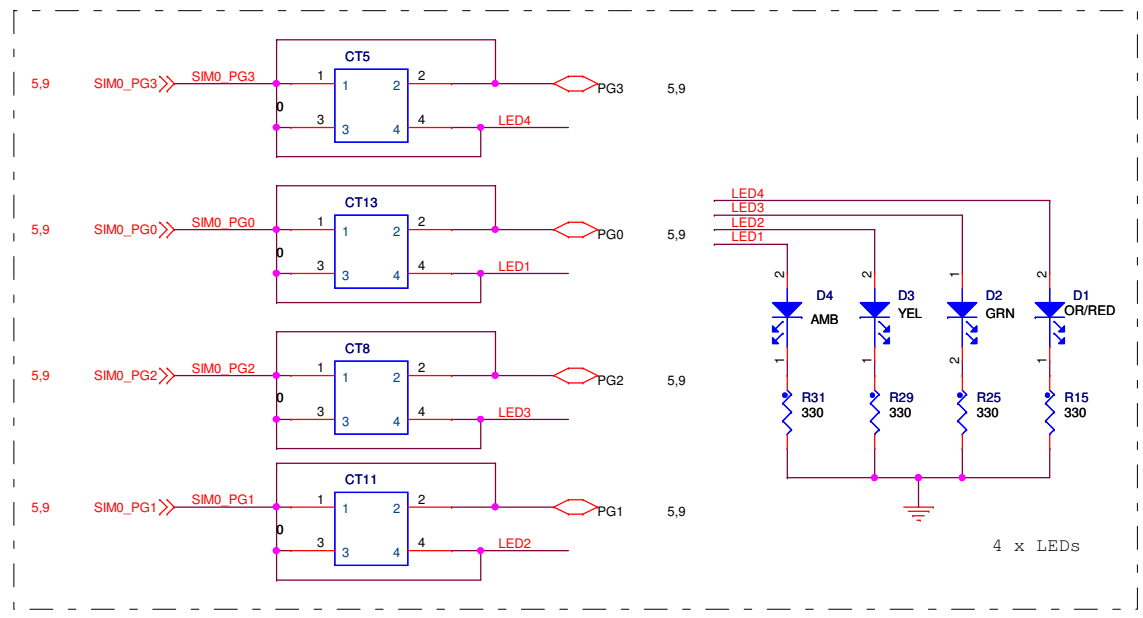 CT5
5,9 SIM0_PG3 SIM0_PG3 1 1 2 2 PG3 5,9
0
3 3 4 4 LED4
CT13
5,9 SIM0_PG0 SIM0_PG0 1 1 2 2 PG0 5,9
0
3 3 4 4 LED1
CT8
5,9 SIM0_PG2 SIM0_PG2 1 1 2 2 PG2 5,9
0
3 3 4 4 LED3
CT11
5,9 SIM0_PG1 SIM0_PG1 1 1 2 2 PG1 5,9
0
3 3 4 4 LED2
LED4
LED3
LED2
LED1
2 2 1 2
D4 D3 D2 D1
AMB YEL GRN OR/RED
1 1 2 1
R31 R29 R25 R15
330 330 330 330
4 x LEDs